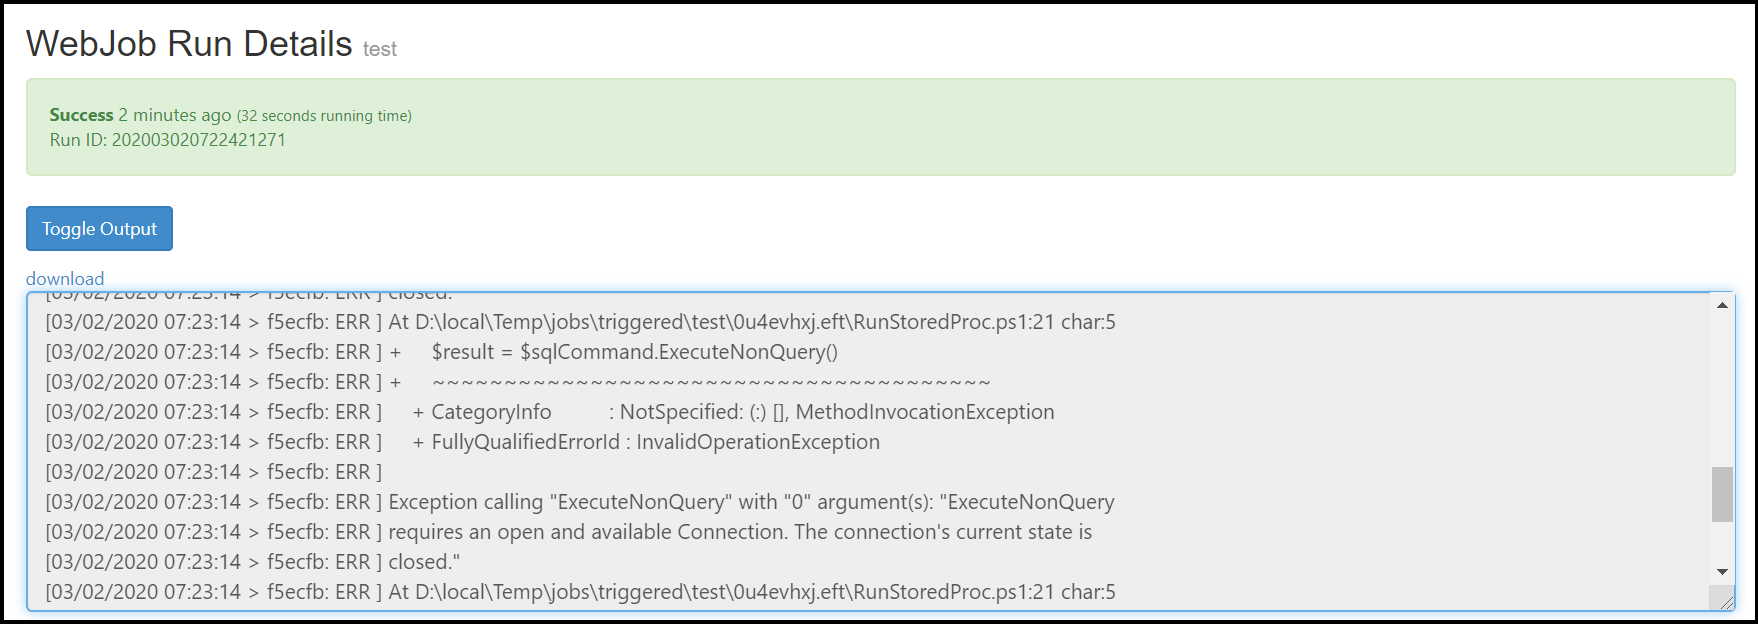 WebJob Run Details test
Success 2 minutes ago (32 seconds running time)
Run ID: 202003020722421271
Toggle Output
download
[03/02/2020 07:23:14 > f5ecfb: ERR ] closed."
[03/02/2020 07:23:14 > f5ecfb: ERR ] At D:\local\Temp\jobs\triggered\test\0u4evhxj.eft\RunStoredProc.ps1:21 char:5
[03/02/2020 07:23:14 > f5ecfb: ERR ] +     $result = $sqlCommand.ExecuteNonQuery()
[03/02/2020 07:23:14 > f5ecfb: ERR ] +     ~~~~~~~~~~~~~~~~~~~~~~~~~~~~~~~~~~~~~~~
[03/02/2020 07:23:14 > f5ecfb: ERR ]     + CategoryInfo          : NotSpecified: (:) [], MethodInvocationException
[03/02/2020 07:23:14 > f5ecfb: ERR ]     + FullyQualifiedErrorId : InvalidOperationException
[03/02/2020 07:23:14 > f5ecfb: ERR ]
[03/02/2020 07:23:14 > f5ecfb: ERR ] Exception calling "ExecuteNonQuery" with "0" argument(s): "ExecuteNonQuery
[03/02/2020 07:23:14 > f5ecfb: ERR ] requires an open and available Connection. The connection's current state is
[03/02/2020 07:23:14 > f5ecfb: ERR ] closed."
[03/02/2020 07:23:14 > f5ecfb: ERR ] At D:\local\Temp\jobs\triggered\test\0u4evhxj.eft\RunStoredProc.ps1:21 char:5